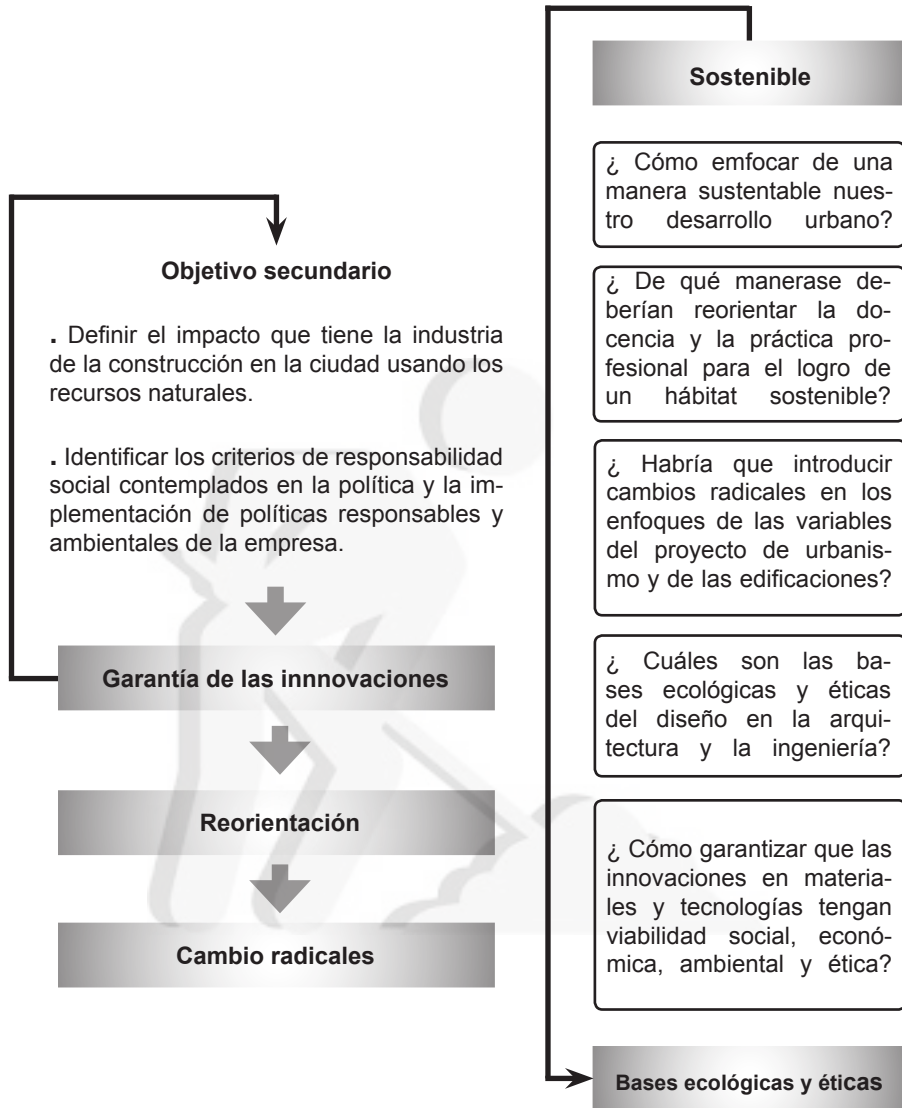 Objetivo secundario
. Definir el impacto que tiene la industria
de la construcción en la ciudad usando los
recursos naturales.
. Identificar los criterios de responsabilidad
social contemplados en la política y la im-
plementación de políticas responsables y
ambientales de la empresa.
Garantía de las innnovaciones
Reorientación
Cambio radicales
Sostenible
¿ Cómo emfocar de una
manera sustentable nues-
tro desarrollo urbano?
¿ De qué manerase de-
berían reorientar la do-
cencia y la práctica pro-
fesional para el logro de
un hábitat sostenible?
¿ Habría que introducir
cambios radicales en los
enfoques de las variables
del proyecto de urbanis-
mo y de las edificaciones?
¿ Cuáles son las ba-
ses ecológicas y éticas
del diseño en la arqui-
tectura y la ingeniería?
¿ Cómo garantizar que las
innovaciones en materia-
les y tecnologías tengan
viabilidad social, econó-
mica, ambiental y ética?
Bases ecológicas y éticas